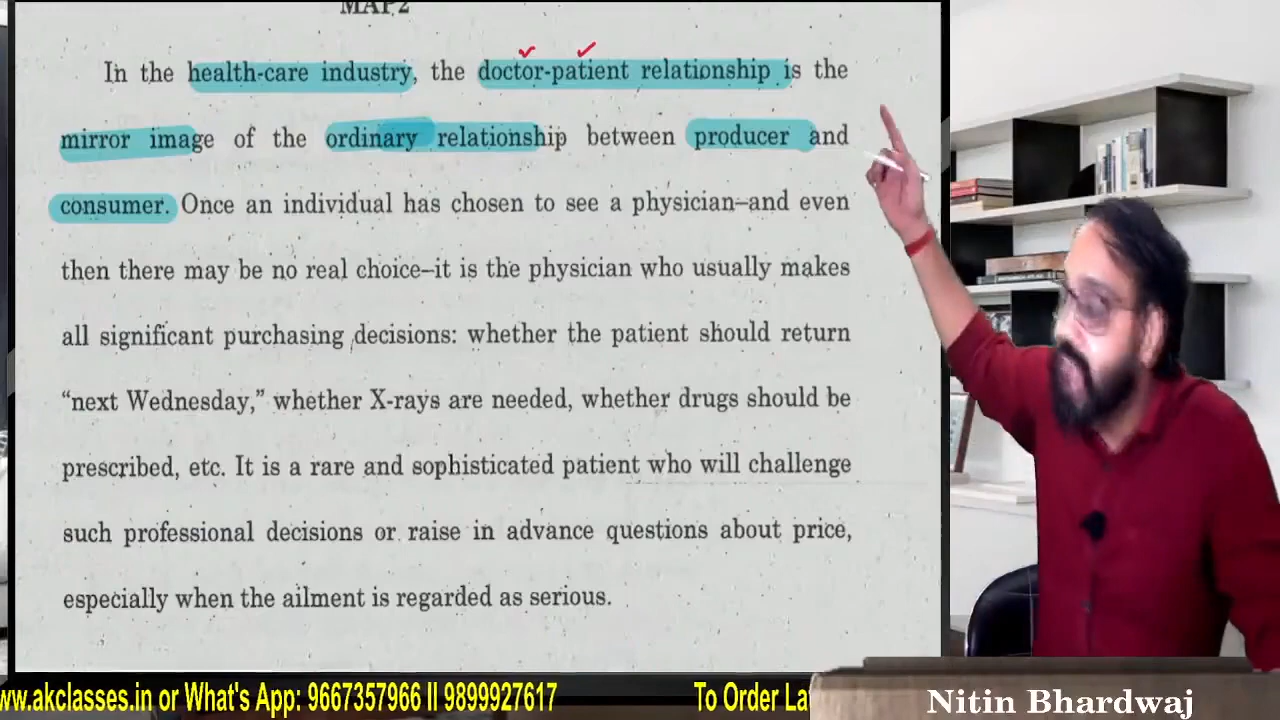 MAP2
In the health-care industry, the doctor-patient relationship is the
mirror image of the ordinary relationship between producer and
consumer. Once an individual has chosen to see a physician–and even
then there may be no real choice–it is the physician who usually makes
all significant purchasing decisions: whether the patient should return
“next Wednesday,” whether X-rays are needed, whether drugs should be
prescribed, etc. It is a rare and sophisticated patient who will challenge
such professional decisions or raise in advance questions about price,
especially when the ailment is regarded as serious.
ww.akclasses.in or What's App: 9667357966 ll 9899927617 To Order La
Nitin Bhardwaj